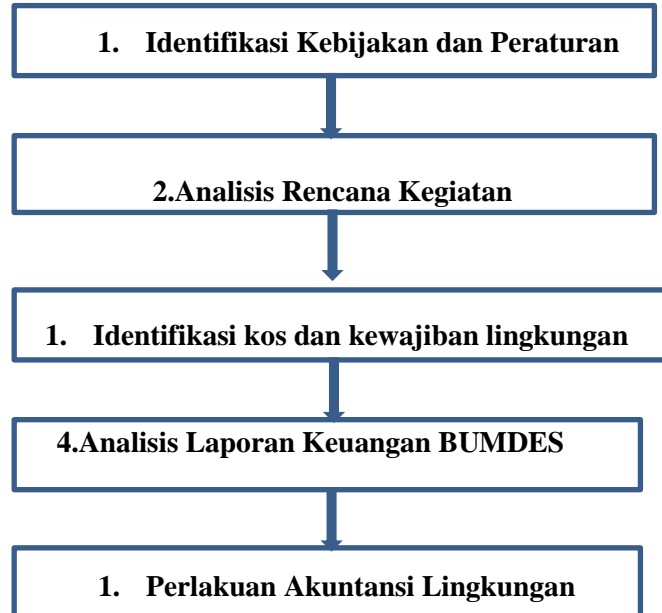 1. Identifikasi Kebijakan dan Peraturan
2.Analisis Rencana Kegiatan
1. Identifikasi kos dan kewajiban lingkungan
4.Analisis Laporan Keuangan BUMDES
1. Perlakuan Akuntansi Lingkungan